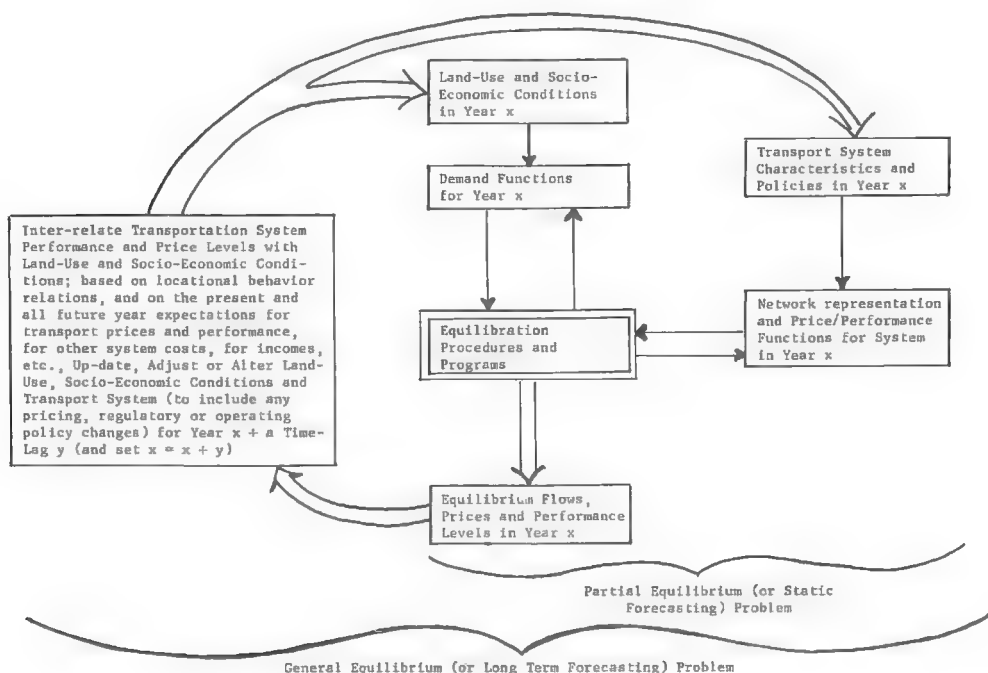 Land-Use and Socio-
Economic Conditions
in Year x
Demand Functions
for Year x
Transport System
Characteristics and
Policies in Year x
Inter-relate Transportation System
Performance and Price Levels with
Land-Use and Socio-Economic Condi-
tions; based on locational behavior
relations, and on the present and
all future year expectations for
transport prices and performance,
for other system costs, for incomes,
etc., Up-date, Adjust or Alter Land-
Use, Socio-Economic Conditions and
Transport System (to include any
pricing, regulatory or operating
policy changes) for Year x + a Time-
Lag y (and set x = x + y)
Equilibration
Procedures and
Programs
Network representation
and Price/Performance
Functions for System
in Year x
Equilibrium Flows,
Prices and Performance
Levels in Year x
Partial Equilibrium (or Static
Forecasting) Problem
General Equilibrium (or Long Term Forecasting) Problem